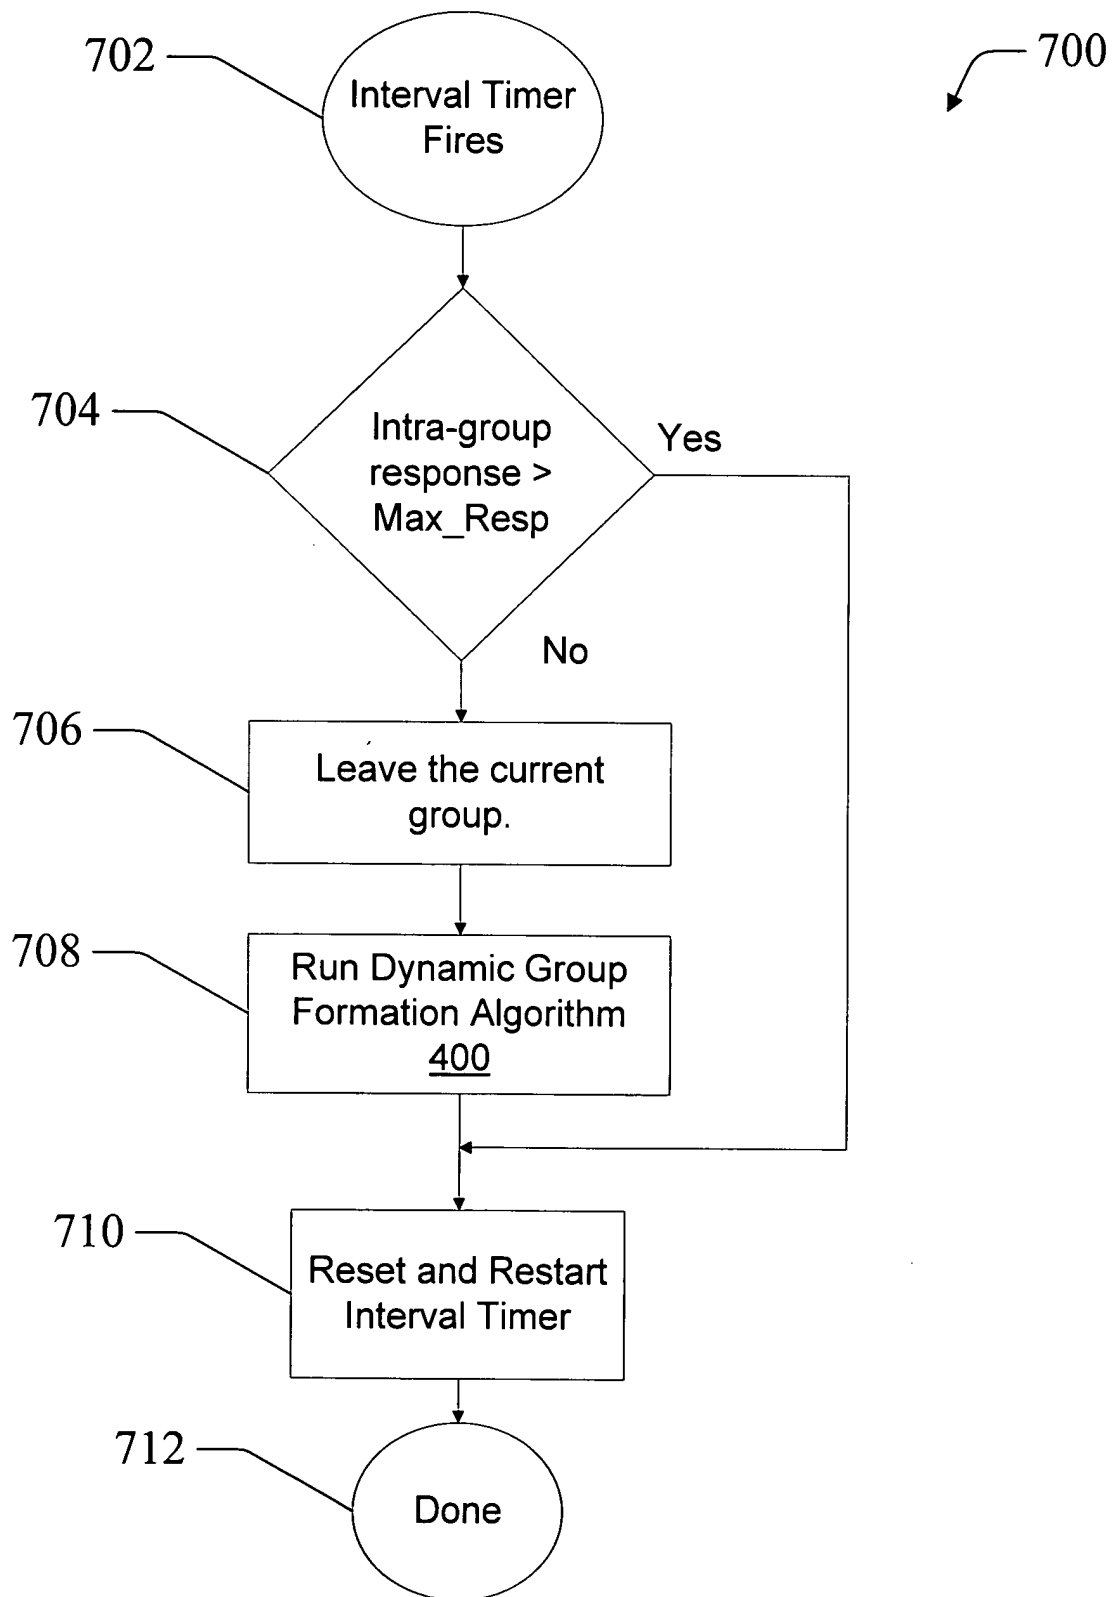 702
Interval Timer
Fires
700
704
Intra-group
response >
Max_Resp
Yes
No
706
Leave the current
group.
708
Run Dynamic Group
Formation Algorithm
400
710
Reset and Restart
Interval Timer
712
Done